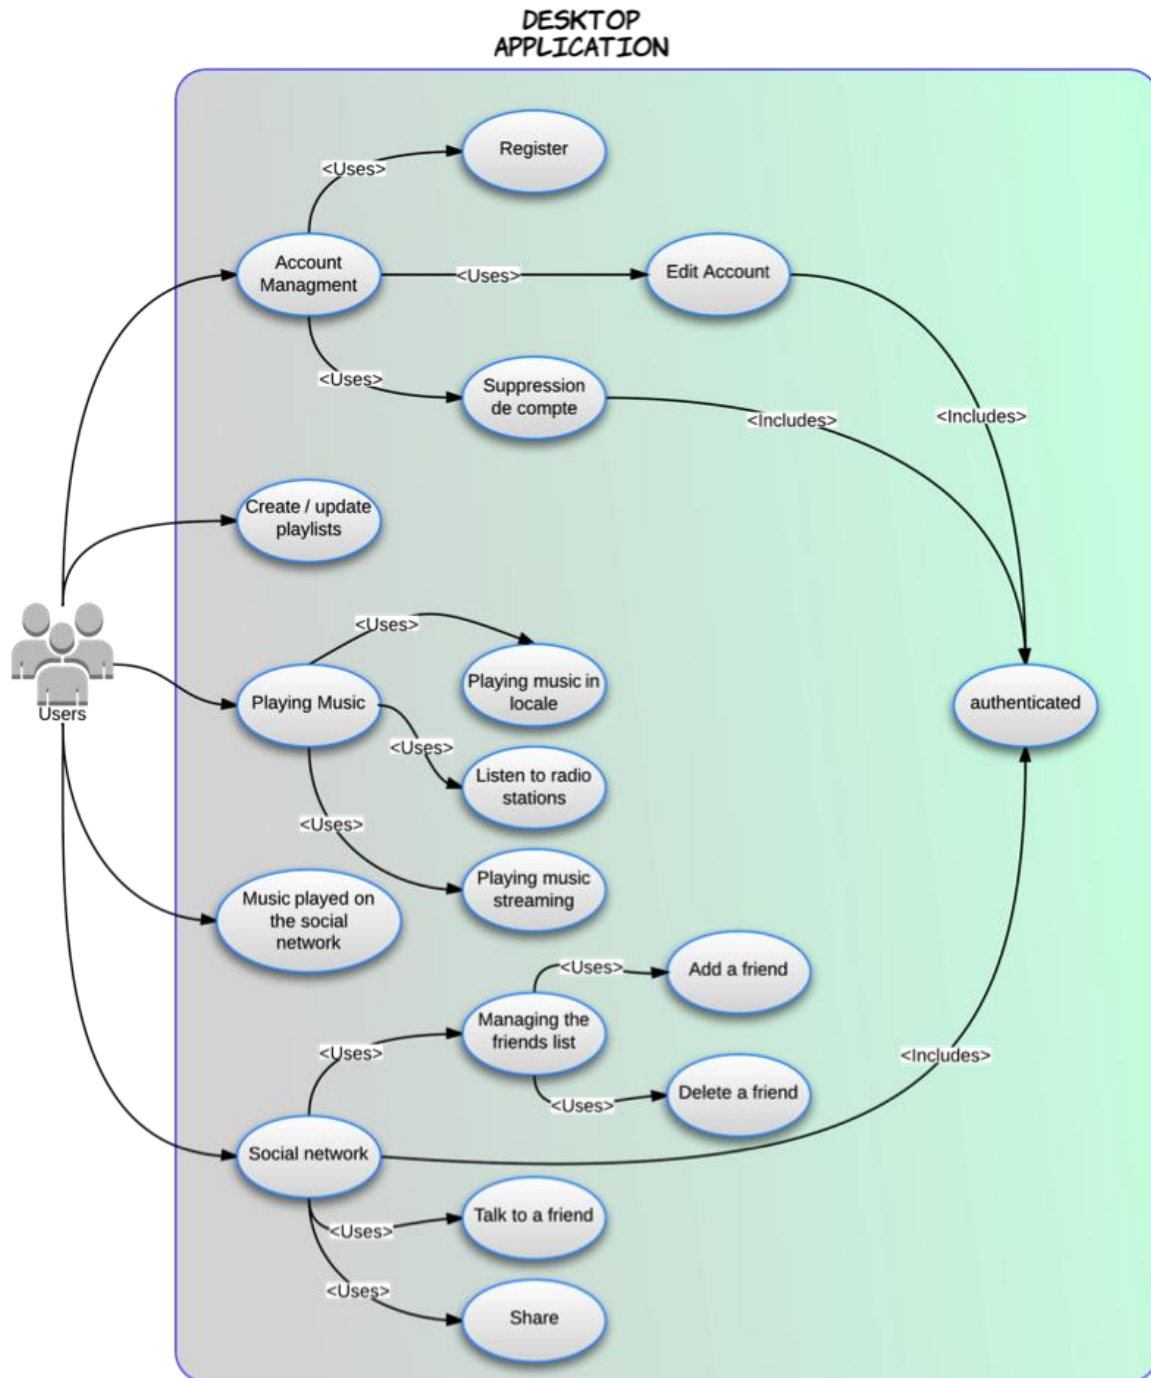 DESKTOP
APPLICATION
Register
<Uses>
Account
Managment
<Uses>
Edit Account
<Uses>
Suppression
de compte
<Includes>
<Includes>
Create / update
playlists
Users
<Uses>
Playing Music
Playing music in
locale
<Uses>
Listen to radio
stations
<Uses>
Playing music
streaming
authenticated
Music played on
the social
network
<Uses>
Add a friend
Managing the
friends list
<Uses>
<Uses>
Delete a friend
<Includes>
Social network
<Uses>
Talk to a friend
<Uses>
Share